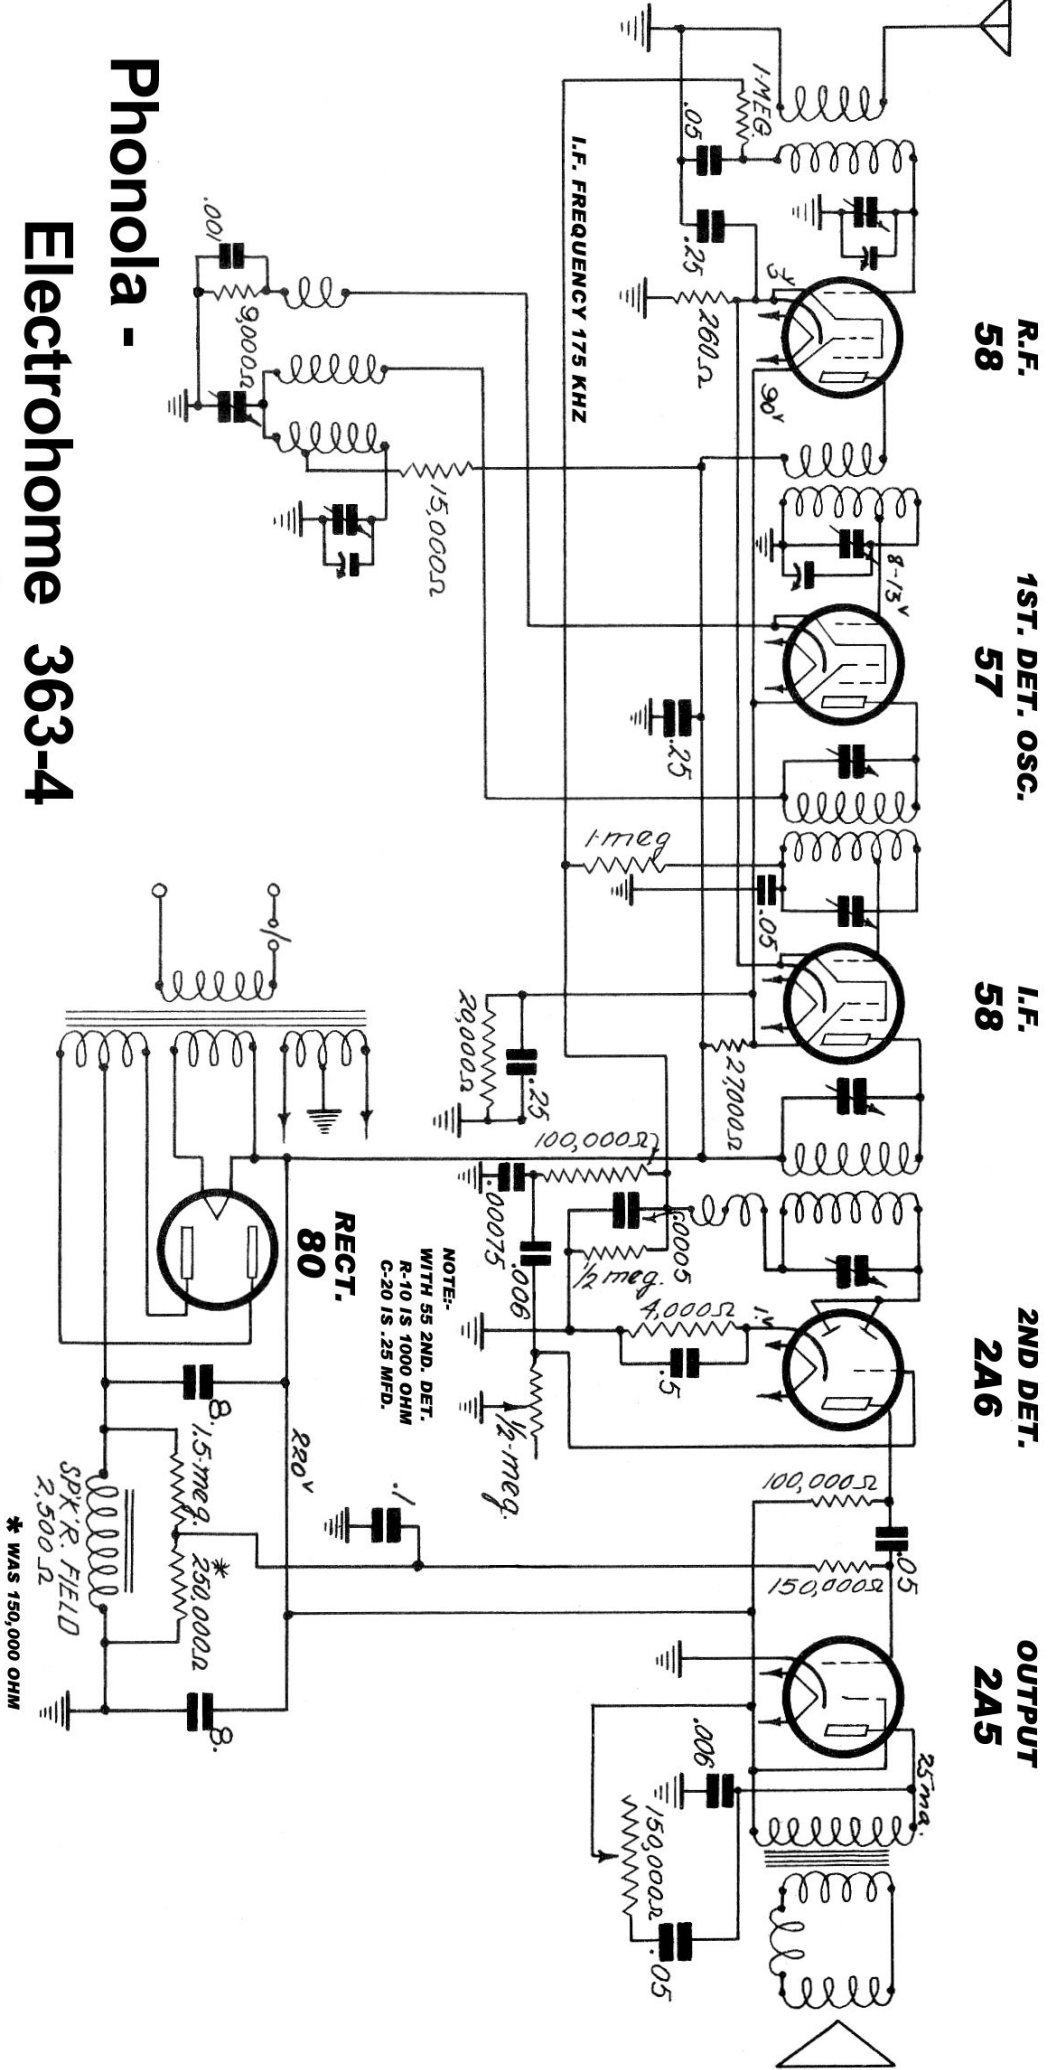 R.F.
58
1ST. DET. OSC.
57
I.F.
58
2ND DET.
2A6
OUTPUT
2A5
1-MEG.
.05
.25
3v
260Ω
90v
8-13v
I.F. FREQUENCY 175 KHZ
.25
1-meg
.05
27000Ω
20,000Ω
.25
100,000Ω
.00075
.0005
1/2 meg.
.006
4,000Ω
1.v
.5
1/2-meg.
100,000Ω
.05
150,000Ω
25ma.
.006
150,000Ω
.05
.001
9,000Ω
15,000Ω
NOTE:-
WITH 55 2ND. DET.
R-10 IS 1000 OHM
C-20 IS .25 MFD.
RECT.
80
220v
.1
8.
1.5-meg.
*
250,000Ω
8.
SP'K'R. FIELD
2,500Ω
* WAS 150,000 OHM
Phonola -
Electrohome 363-4